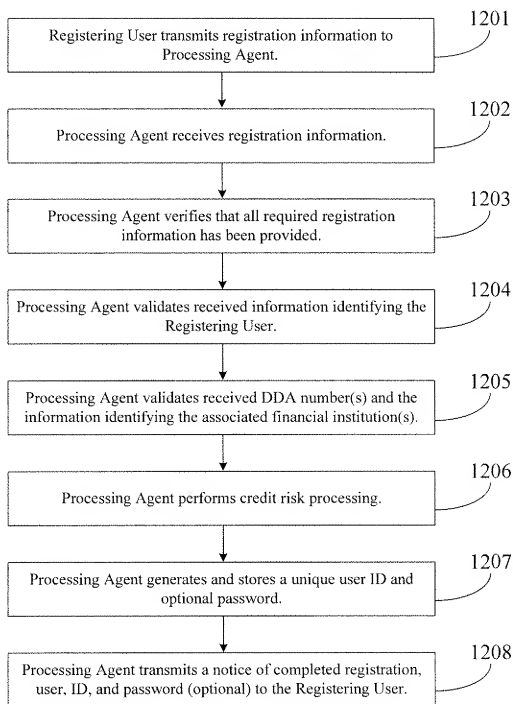 1201
Registering User transmits registration information to
Processing Agent.
1202
Processing Agent receives registration information.
1203
Processing Agent verifies that all required registration
information has been provided.
1204
Processing Agent validates received information identifying the
Registering User.
1205
Processing Agent validates received DDA number(s) and the
information identifying the associated financial institution(s).
1206
Processing Agent performs credit risk processing.
1207
Processing Agent generates and stores a unique user ID and
optional password.
1208
Processing Agent transmits a notice of completed registration,
user, ID, and password (optional) to the Registering User.